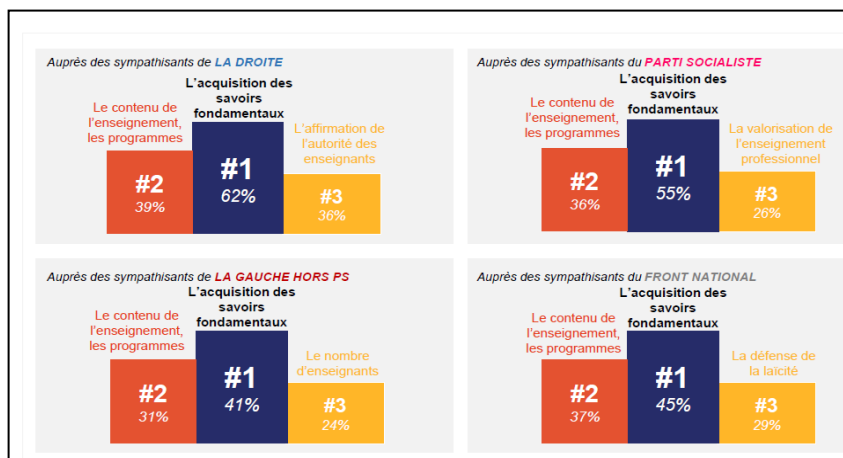 Auprès des sympathisants de LA DROITE
L'acquisition des
savoirs
fondamentaux
Le contenu de
l'enseignement,
les programmes
L'affirmation de
l'autorité des
enseignants
#2
39%
#1
62%
#3
36%
Auprès des sympathisants du PARTI SOCIALISTE
L'acquisition des
savoirs
fondamentaux
Le contenu de
l'enseignement,
les programmes
La valorisation de
l'enseignement
professionnel
#2
36%
#1
55%
#3
26%
Auprès des sympathisants de LA GAUCHE HORS PS
L'acquisition des
savoirs
fondamentaux
Le contenu de
l'enseignement,
les programmes
Le nombre
d'enseignants
#2
31%
#1
41%
#3
24%
Auprès des sympathisants du FRONT NATIONAL
L'acquisition des
savoirs
fondamentaux
Le contenu de
l'enseignement,
les programmes
La défense de
la laïcité
#2
37%
#1
45%
#3
29%